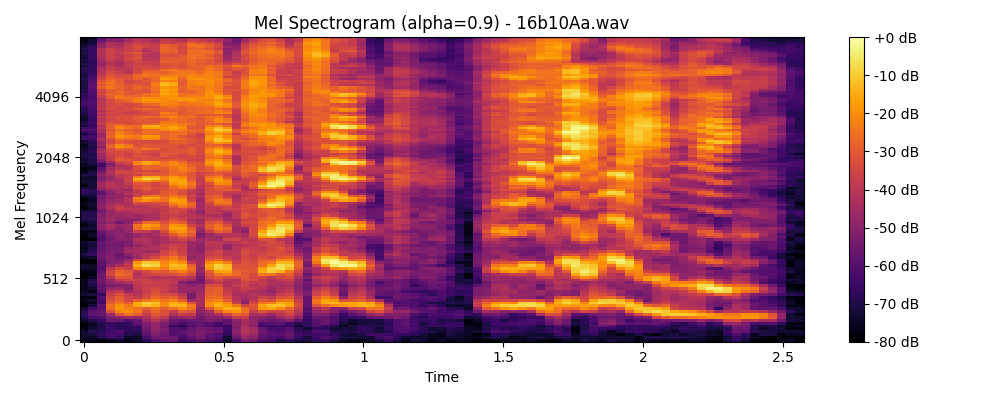 Mel Spectrogram (alpha=0.9) - 16b10Aa.wav
Mel Frequency
4096
2048
1024
512
0
0
0.5
1
1.5
2
2.5
Time
+0 dB
-10 dB
-20 dB
-30 dB
-40 dB
-50 dB
-60 dB
-70 dB
-80 dB